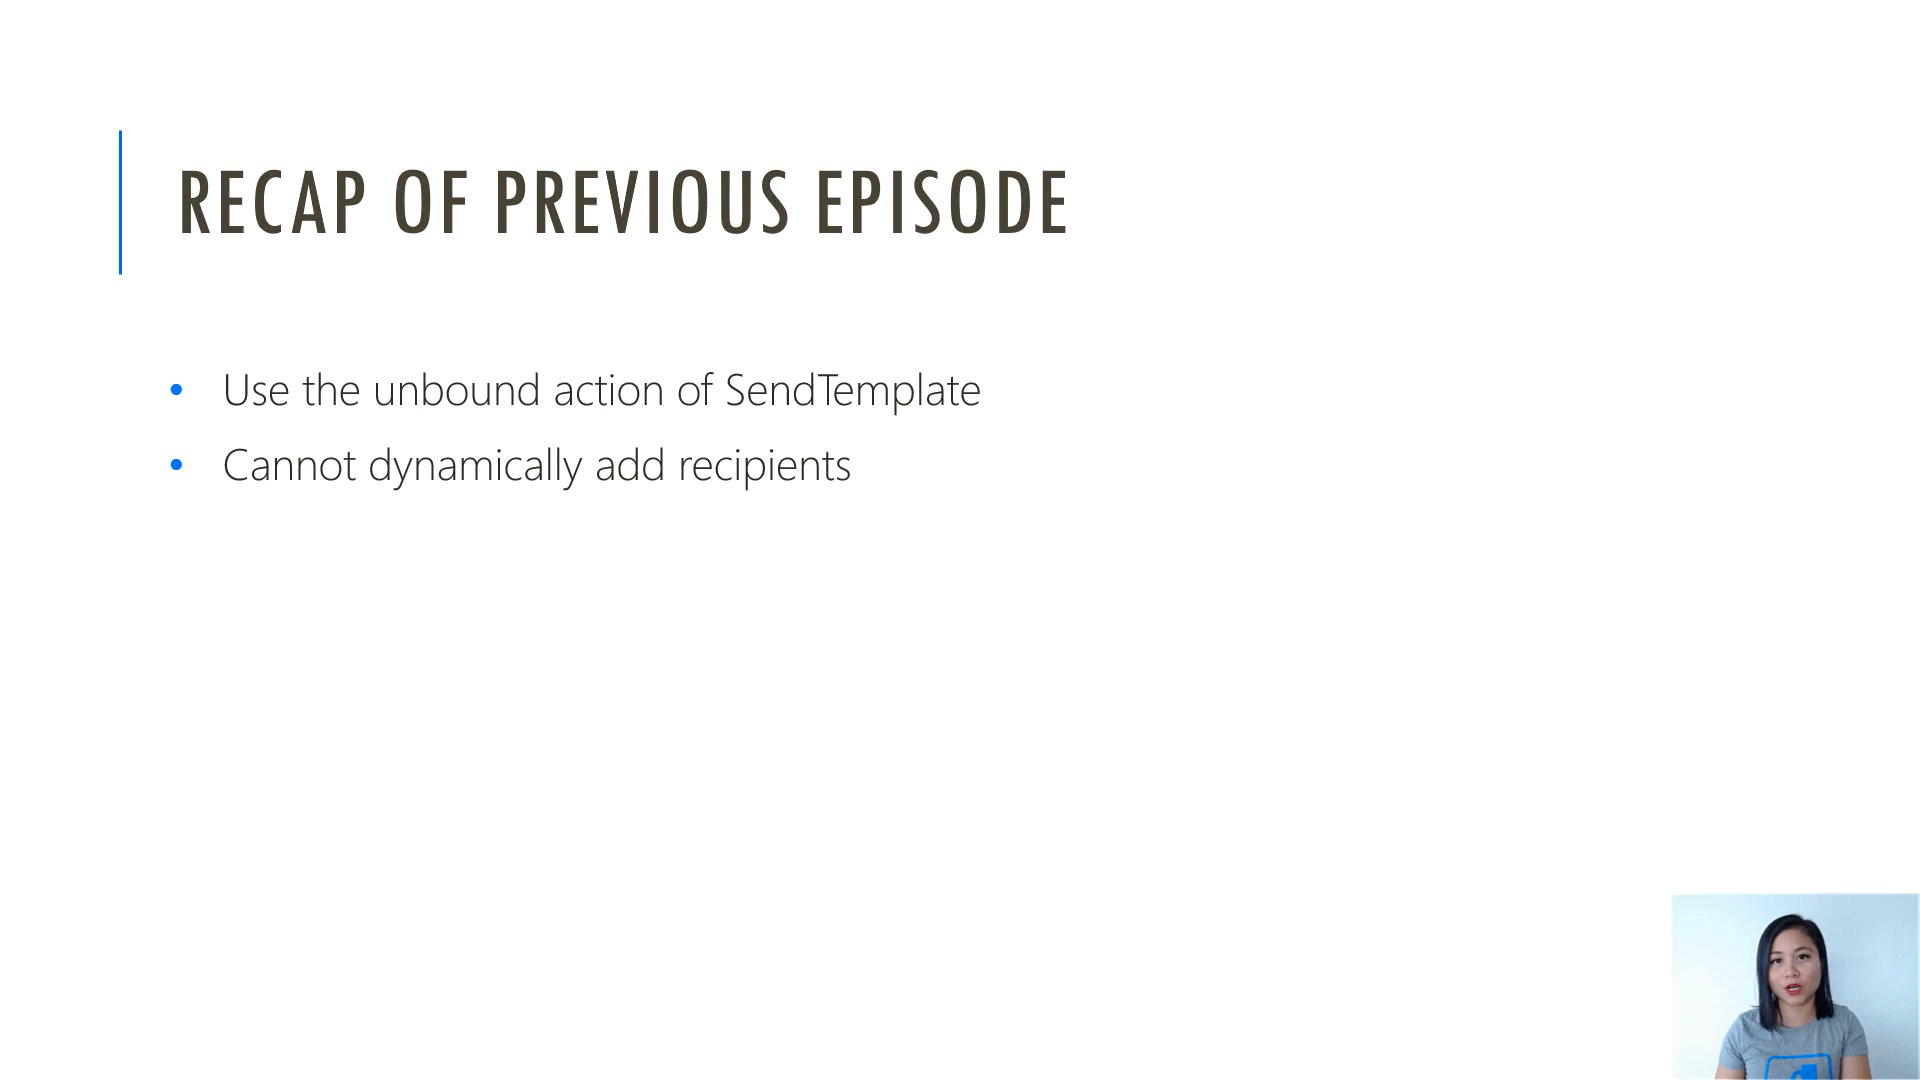 RECAP OF PREVIOUS EPISODE
• Use the unbound action of SendTemplate
• Cannot dynamically add recipients